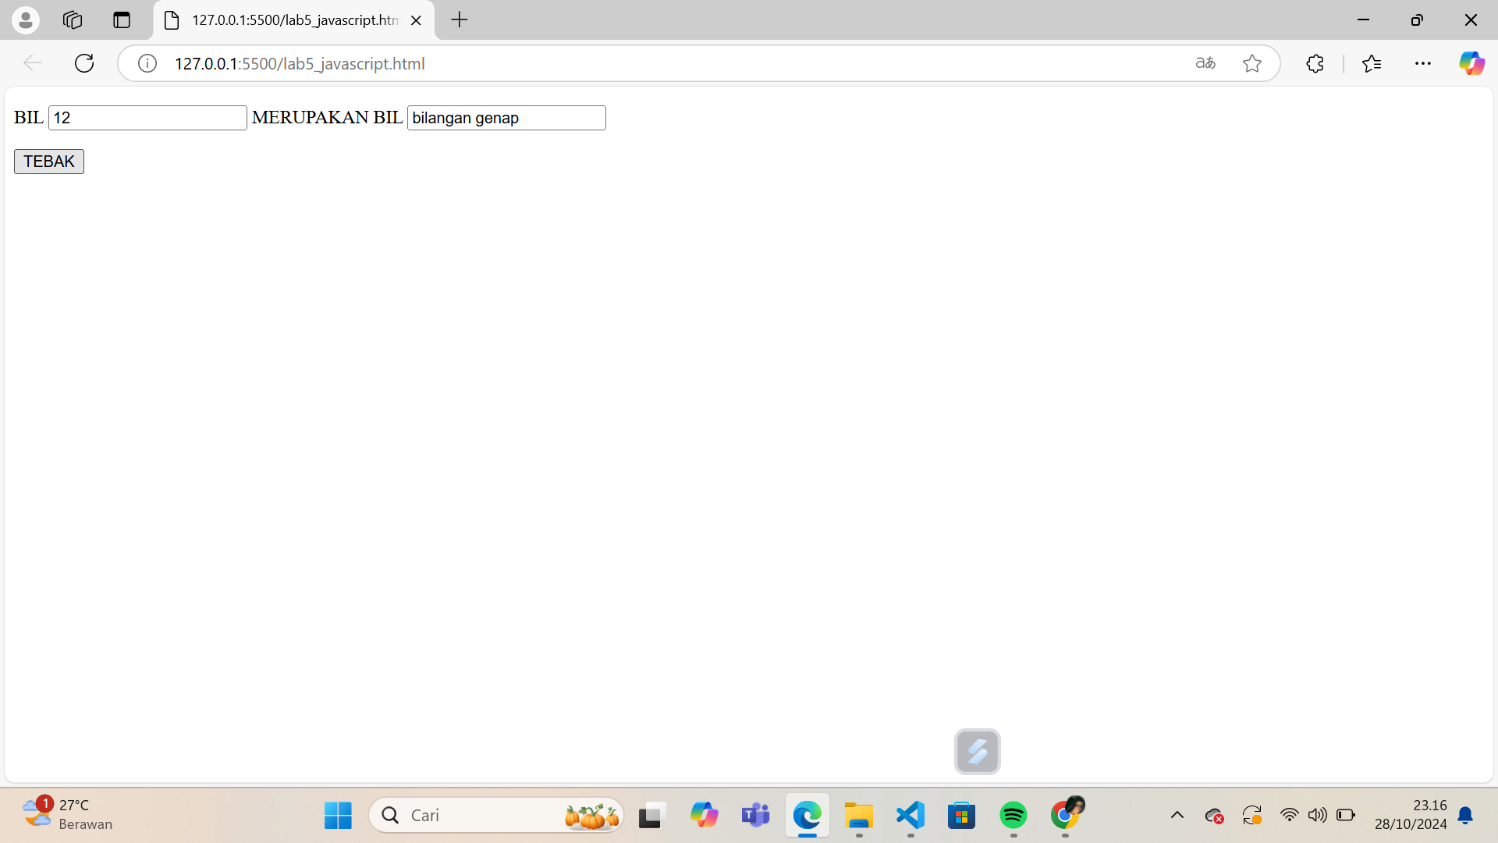 127.0.0.1:5500/lab5_javascript.htm
127.0.0.1:5500/lab5_javascript.html
BIL 12 MERUPAKAN BIL bilangan genap
TEBAK
1
27°C
Berawan
Cari
23.16
28/10/2024